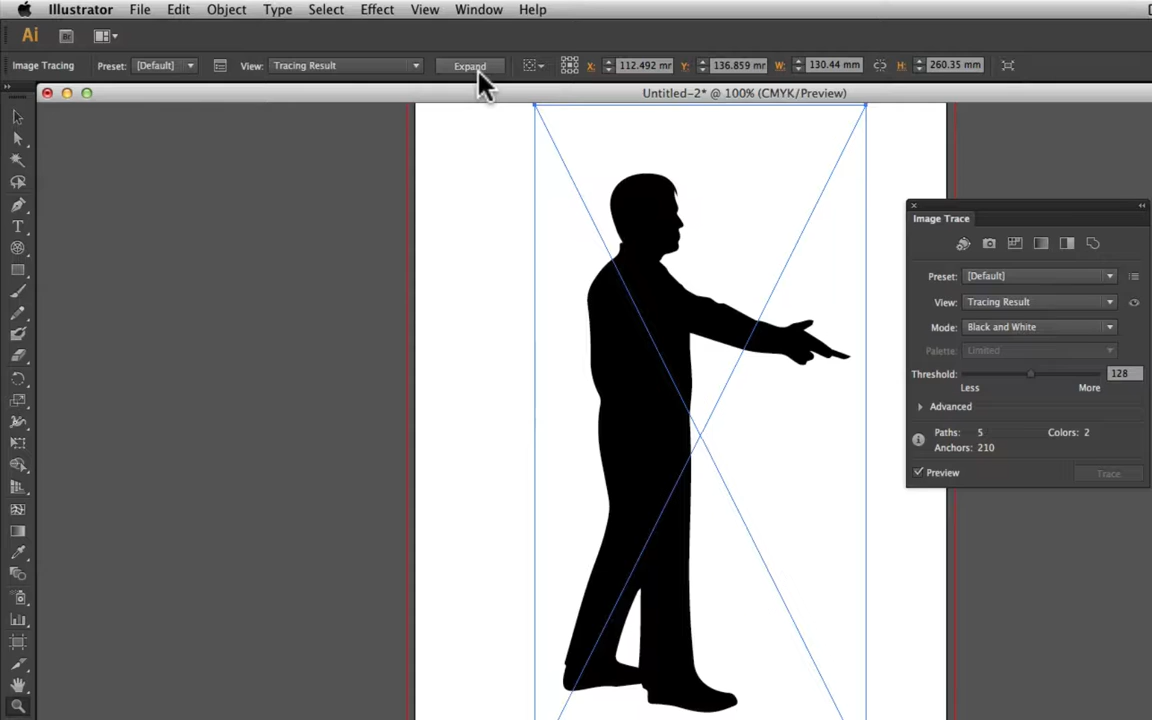 Illustrator File Edit Object Type Select Effect View Window Help
Ai Br
Image Tracing Preset: [Default] View: Tracing Result Expand X: 112.492 mr Y: 136.859 mr W: 130.44 mm H: 260.35 mm
Untitled-2* @ 100% (CMYK/Preview)
Image Trace
Preset: [Default]
View: Tracing Result
Mode: Black and White
Palette: Limited
Threshold: 128
Less More
Advanced
Paths: 5 Colors: 2
Anchors: 210
Preview Trace